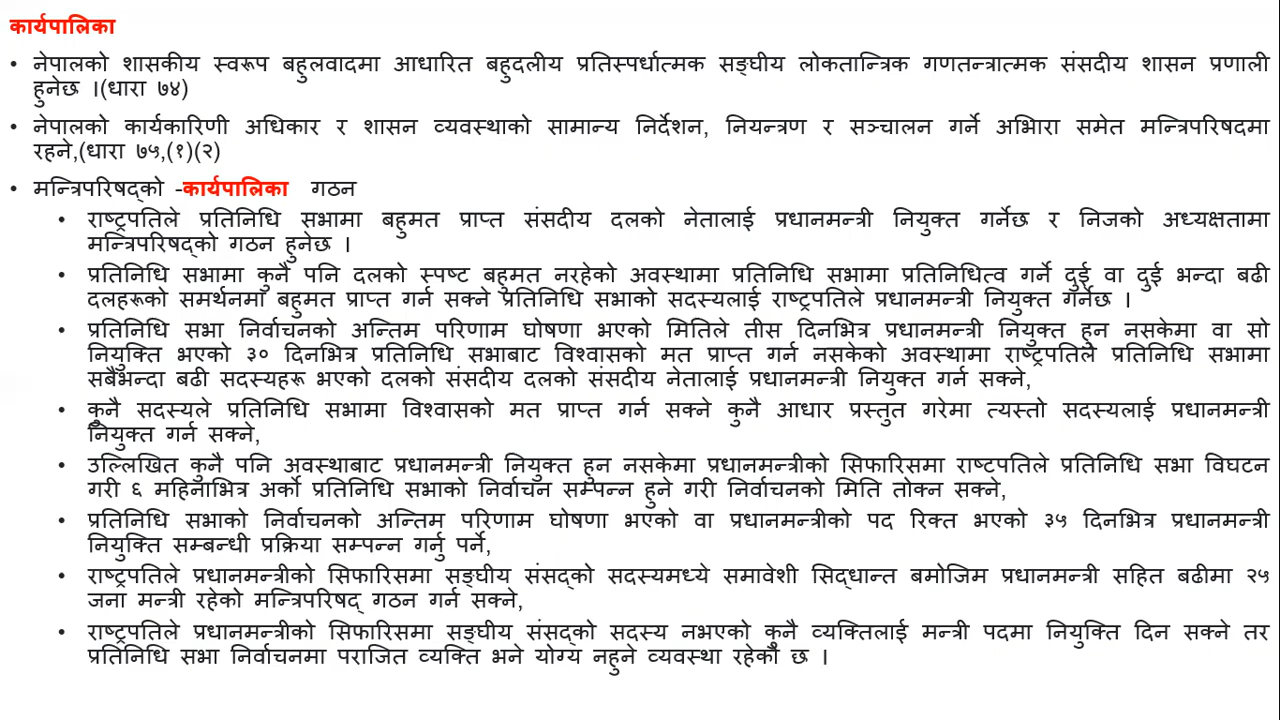 कार्यपालिका
• नेपालको शासकीय स्वरूप बहुलवादमा आधारित बहुदलीय प्रतिस्पर्धात्मक सङ्घीय लोकतान्त्रिक गणतन्त्रात्मक संसदीय शासन प्रणाली
हुनेछ ।(धारा ७४)
• नेपालको कार्यकारिणी अधिकार र शासन व्यवस्थाको सामान्य निर्देशन, नियन्त्रण र सञ्चालन गर्ने अभिारा समेत मन्त्रिपरिषदमा
रहने,(धारा ७५,(१)(२)
• मन्त्रिपरिषद्को -कार्यपालिका गठन
• राष्ट्रपतिले प्रतिनिधि सभामा बहुमत प्राप्त संसदीय दलको नेतालाई प्रधानमन्त्री नियुक्त गर्नेछ र निजको अध्यक्षतामा
मन्त्रिपरिषद्को गठन हुनेछ ।
• प्रतिनिधि सभामा कुनै पनि दलको स्पष्ट बहुमत नरहेको अवस्थामा प्रतिनिधि सभामा प्रतिनिधित्व गर्ने दुई वा दुई भन्दा बढी
दलहरूको समर्थनमा बहुमत प्राप्त गर्न सक्ने प्रतिनिधि सभाको सदस्यलाई राष्ट्रपतिले प्रधानमन्त्री नियुक्त गर्नेछ ।
• प्रतिनिधि सभा निर्वाचनको अन्तिम परिणाम घोषणा भएको मितिले तीस दिनभित्र प्रधानमन्त्री नियुक्त हुन नसकेमा वा सो
नियुक्ति भएको ३० दिनभित्र प्रतिनिधि सभाबाट विश्वासको मत प्राप्त गर्न नसकेको अवस्थामा राष्ट्रपतिले प्रतिनिधि सभामा
सबैभन्दा बढी सदस्यहरू भएको दलको संसदीय दलको संसदीय नेतालाई प्रधानमन्त्री नियुक्त गर्न सक्ने,
• कुनै सदस्यले प्रतिनिधि सभामा विश्वासको मत प्राप्त गर्न सक्ने कुनै आधार प्रस्तुत गरेमा त्यस्तो सदस्यलाई प्रधानमन्त्री
नियुक्त गर्न सक्ने,
• उल्लिखित कुनै पनि अवस्थाबाट प्रधानमन्त्री नियुक्त हुन नसकेमा प्रधानमन्त्रीको सिफारिसमा राष्टपतिले प्रतिनिधि सभा विघटन
गरी ६ महिनाभित्र अर्को प्रतिनिधि सभाको निर्वाचन सम्पन्न हुने गरी निर्वाचनको मिति तोक्न सक्ने,
• प्रतिनिधि सभाको निर्वाचनको अन्तिम परिणाम घोषणा भएको वा प्रधानमन्त्रीको पद रिक्त भएको ३५ दिनभित्र प्रधानमन्त्री
नियुक्ति सम्बन्धी प्रक्रिया सम्पन्न गर्नु पर्ने,
• राष्ट्रपतिले प्रधानमन्त्रीको सिफारिसमा सङ्घीय संसद्को सदस्यमध्ये समावेशी सिद्धान्त बमोजिम प्रधानमन्त्री सहित बढीमा २५
जना मन्त्री रहेको मन्त्रिपरिषद् गठन गर्न सक्ने,
• राष्ट्रपतिले प्रधानमन्त्रीको सिफारिसमा सङ्घीय संसद्को सदस्य नभएको कुनै व्यक्तिलाई मन्त्री पदमा नियुक्ति दिन सक्ने तर
प्रतिनिधि सभा निर्वाचनमा पराजित व्यक्ति भने योग्य नहुने व्यवस्था रहेको छ ।